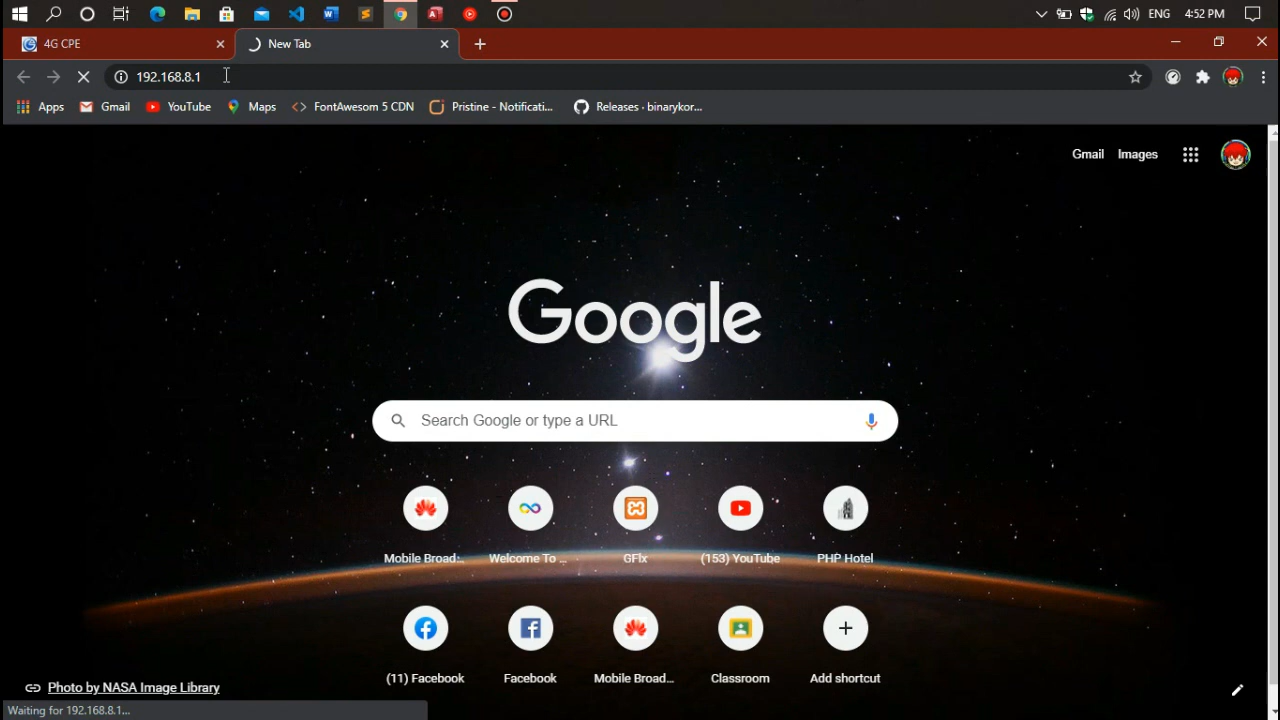 ENG 4:52 PM
4G CPE
New Tab
192.168.8.1
Apps Gmail YouTube Maps FontAwesom 5 CDN Pristine - Notificati... Releases · binarykor...
Gmail Images
Google
Search Google or type a URL
Mobile Broad... Welcome To ... GFlx (153) YouTube PHP Hotel
(11) Facebook Facebook Mobile Broad... Classroom Add shortcut
Photo by NASA Image Library
Waiting for 192.168.8.1...